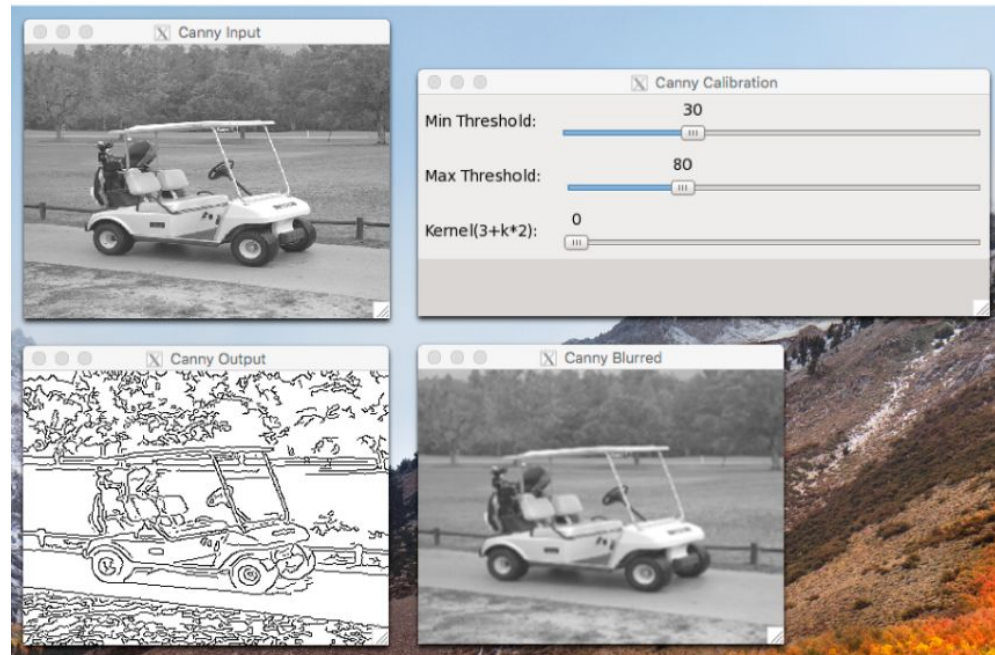 Canny Input
Canny Calibration
30
Min Threshold:
80
Max Threshold:
0
Kernel(3+k*2):
Canny Output
Canny Blurred